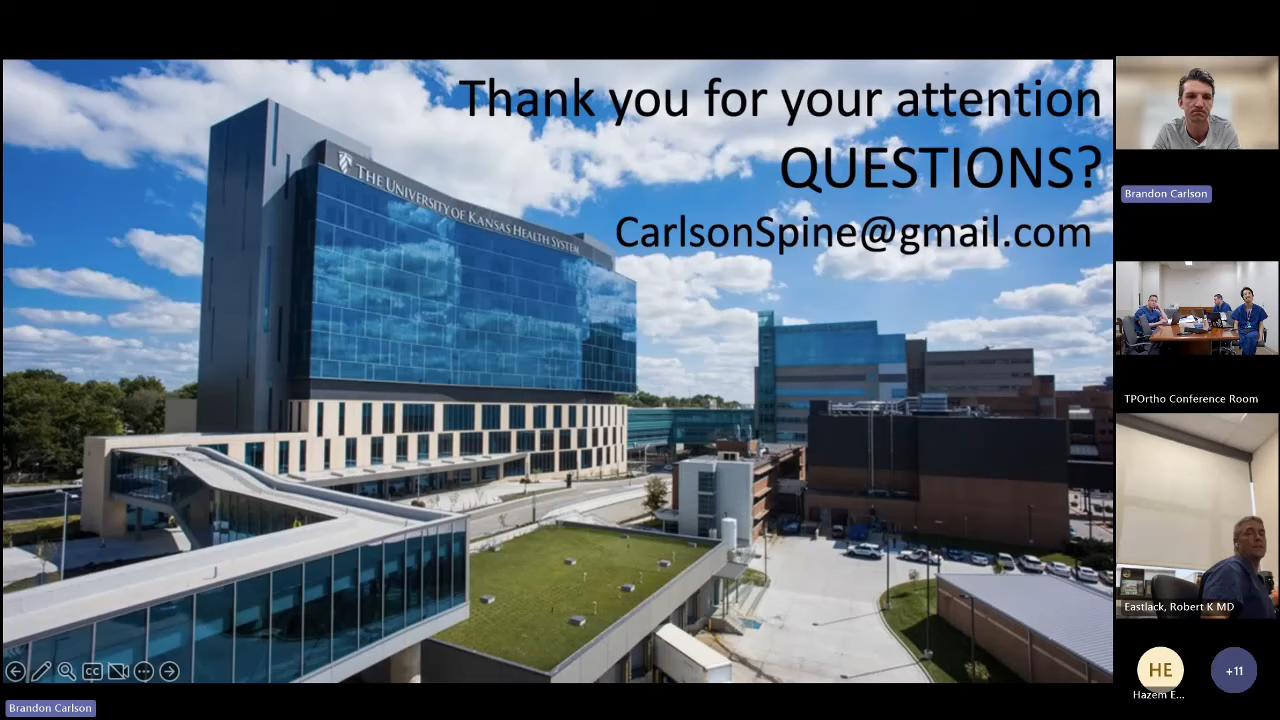 Thank you for your attention
QUESTIONS?
CarlsonSpine@gmail.com
THE UNIVERSITY OF KANSAS HEALTH SYSTEM
Brandon Carlson
TPOrtho Conference Room
Eastlack, Robert K MD
HE
+11
Hazem E...
CC
Brandon Carlson